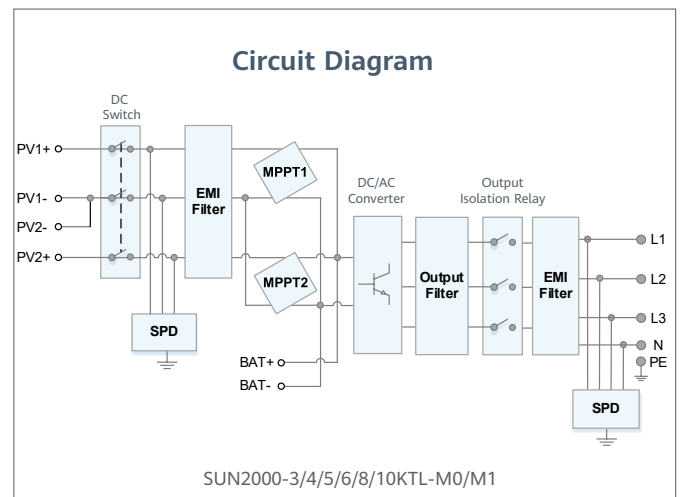 Circuit Diagram
DC
Switch
PV1+
PV1-
PV2-
PV2+
EMI
Filter
MPPT1
MPPT2
SPD
BAT+
BAT-
DC/AC
Converter
Output
Filter
Output
Isolation Relay
EMI
Filter
L1
L2
L3
N
PE
SPD
SUN2000-3/4/5/6/8/10KTL-M0/M1